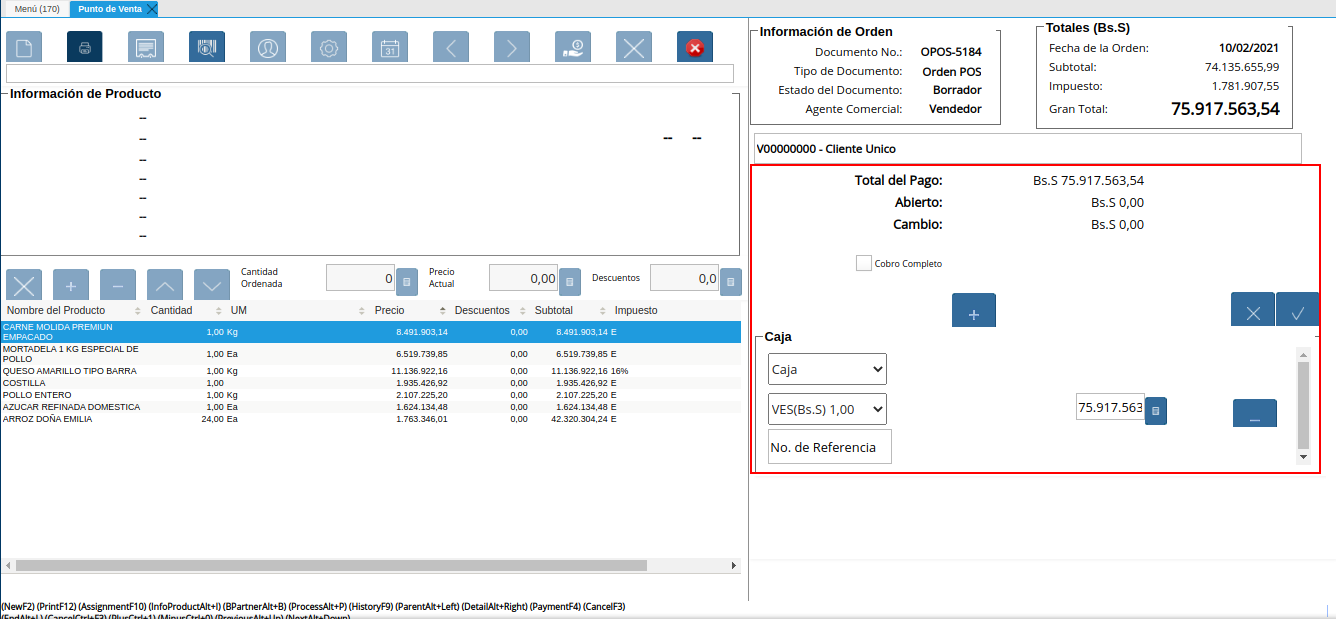 Menú (170)
Punto de Venta
31
Información de Producto
--
--
-- --
--
--
--
--
--
Cantidad Ordenada
0
Precio Actual
0,00
Descuentos
0,0
Nombre del Producto Cantidad UM Precio Descuentos Subtotal Impuesto
CARNE MOLIDA PREMIUN EMPACADO 1,00 Kg 8.491.903,14 0,00 8.491.903,14 E
MORTADELA 1 KG ESPECIAL DE POLLO 1,00 Ea 6.519.739,85 0,00 6.519.739,85 E
QUESO AMARILLO TIPO BARRA 1,00 Kg 11.136.922,16 0,00 11.136.922,16 16%
COSTILLA 1,00 1.935.426,92 0,00 1.935.426,92 E
POLLO ENTERO 1,00 Kg 2.107.225,20 0,00 2.107.225,20 E
AZUCAR REFINADA DOMESTICA 1,00 Ea 1.624.134,48 0,00 1.624.134,48 E
ARROZ DOÑA EMILIA 24,00 Ea 1.763.346,01 0,00 42.320.304,24 E
(NewF2) (PrintF12) (AssignmentF10) (InfoProductAlt+I) (BPartnerAlt+B) (ProcessAlt+P) (HistoryF9) (ParentAlt+Left) (DetailAlt+Right) (PaymentF4) (CancelF3)
(EndAlt+L) (CancelCtrl+F3) (PlusCtrl+1) (MinusCtrl+0) (PreviousAlt+Up) (NextAlt+Down)
Información de Orden
Documento No.: OPOS-5184
Tipo de Documento: Orden POS
Estado del Documento: Borrador
Agente Comercial: Vendedor
Totales (Bs.S)
Fecha de la Orden: 10/02/2021
Subtotal: 74.135.655,99
Impuesto: 1.781.907,55
Gran Total: 75.917.563,54
V00000000 - Cliente Unico
Total del Pago: Bs.S 75.917.563,54
Abierto: Bs.S 0,00
Cambio: Bs.S 0,00
Cobro Completo
Caja
Caja
VES(Bs.S) 1,00
75.917.563
No. de Referencia